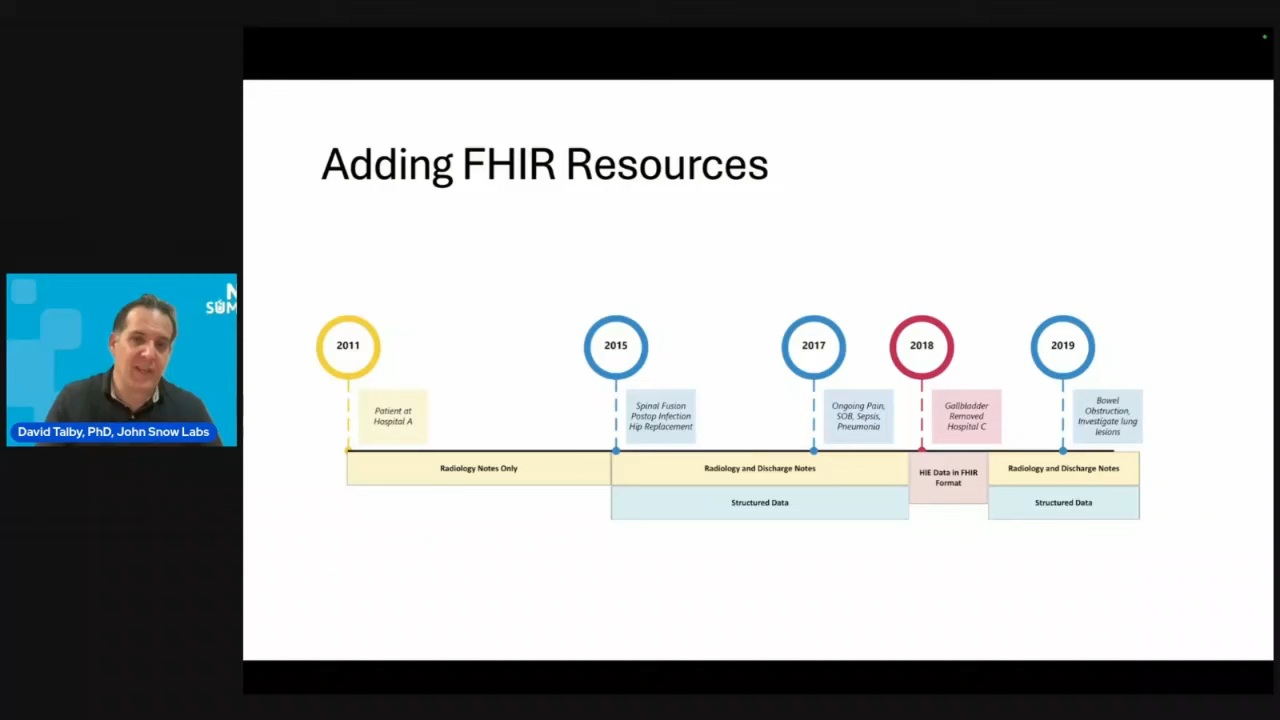 Adding FHIR Resources
2011
2015
2017
2018
2019
Patient at
Hospital A
Spinal Fusion
Postop Infection
Hip Replacement
Ongoing Pain,
SOB, Sepsis,
Pneumonia
Gallbladder
Removed
Hospital C
Bowel
Obstruction,
Investigate lung
lesions
Radiology Notes Only
Radiology and Discharge Notes
HIE Data in FHIR
Format
Radiology and Discharge Notes
Structured Data
Structured Data
David Talby, PhD, John Snow Labs